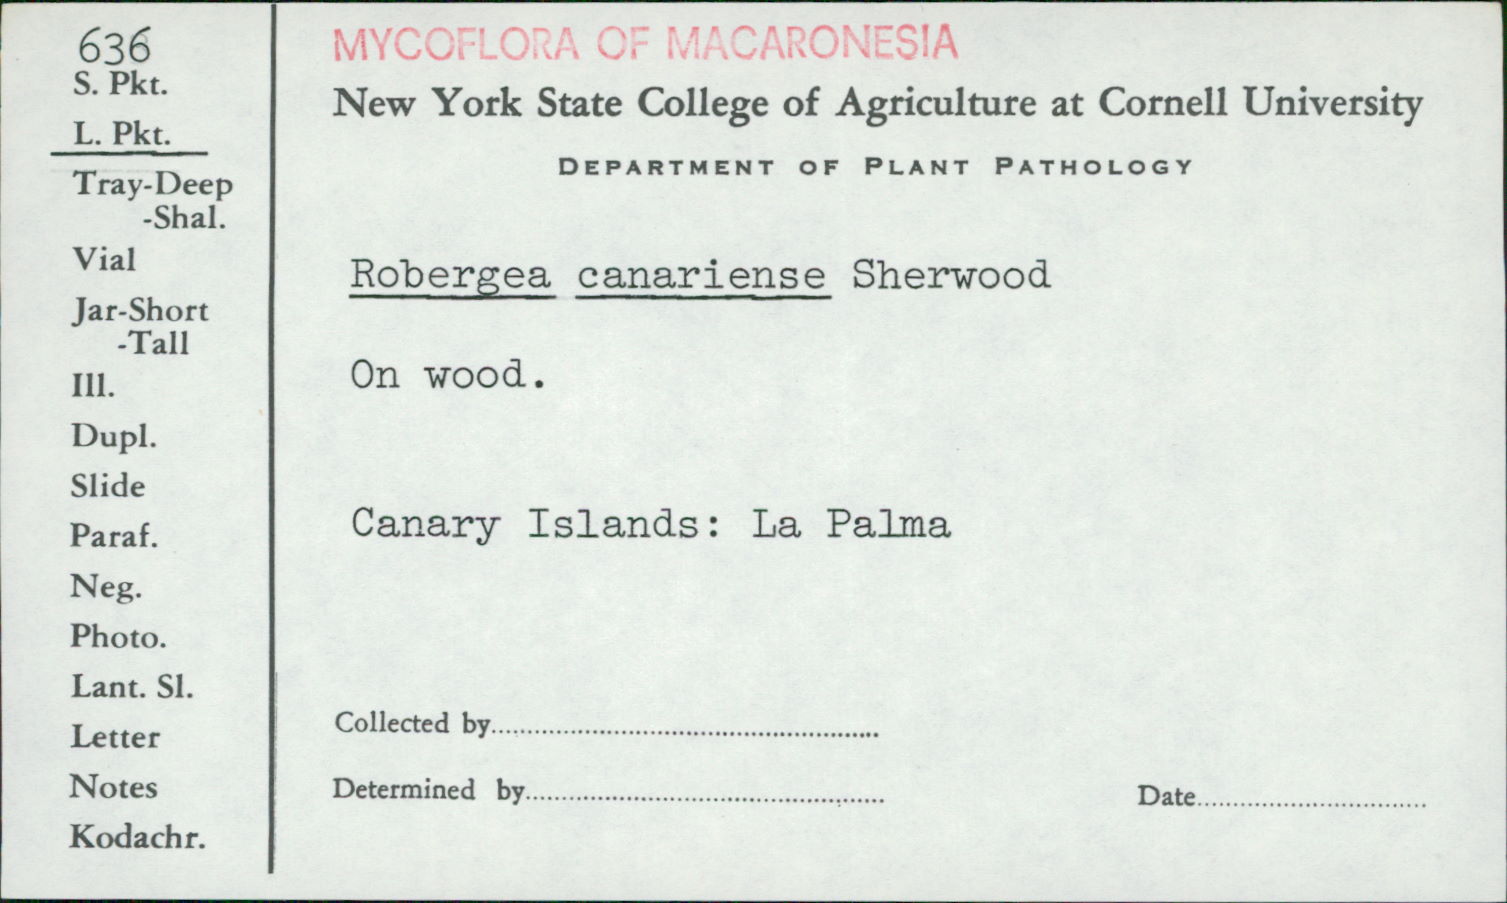 636
S. Pkt.
L. Pkt.
Tray-Deep
-Shal.
Vial
Jar-Short
-Tall
Ill.
Dupl.
Slide
Paraf.
Neg.
Photo.
Lant. Sl.
Letter
Notes
Kodachr.
MYCOFLORA OF MACARONESIA
New York State College of Agriculture at Cornell University
DEPARTMENT OF PLANT PATHOLOGY
Robergea canariense Sherwood
On wood.
Canary Islands: La Palma
Collected by
Determined by
Date